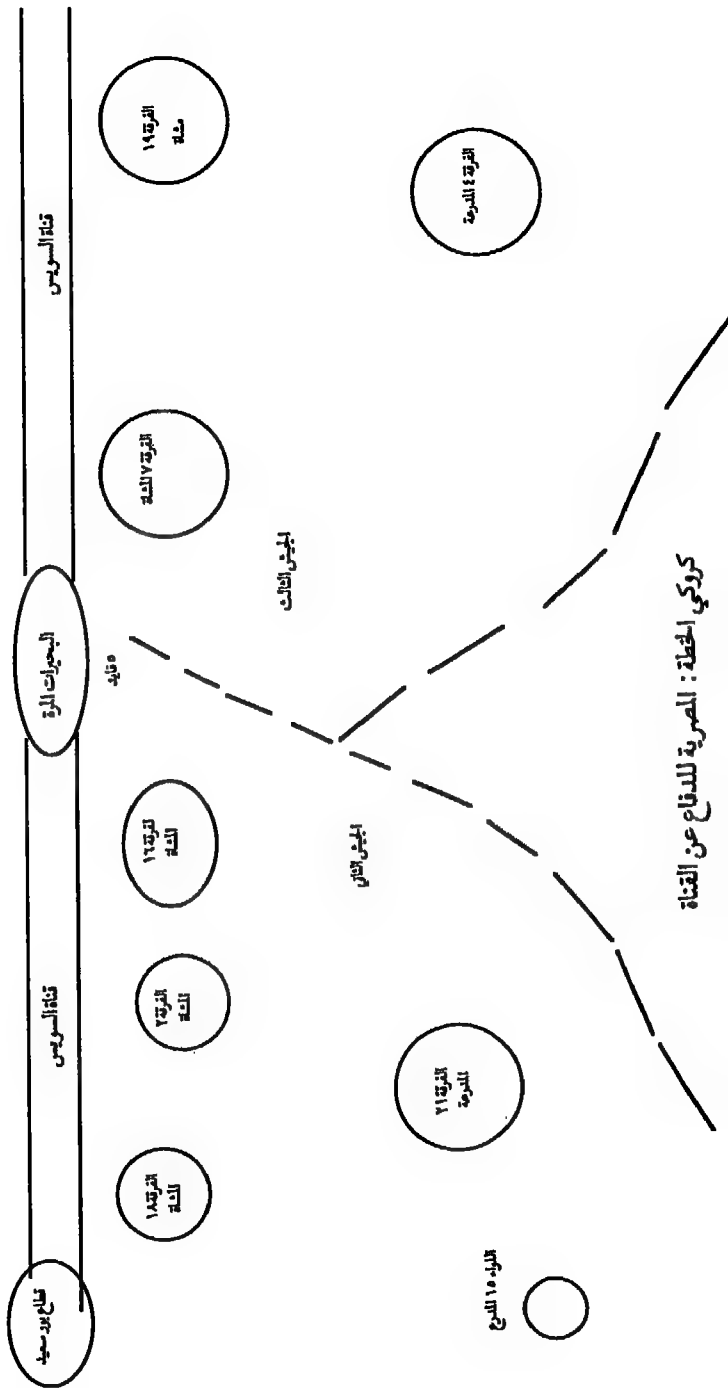 قناة السويس
الفرقة ١٩
مشاة
الفرقة ٤ المدرعة
الفرقة ٧ المشاة
الجيش الثالث
البحيرات المرة
٥ فايد
الفرقة ١٦
المشاة
الجيش الثاني
الفرقة ٢
المشاة
قناة السويس
الفرقة ٢١
المدرعة
الفرقة ١٨
المشاة
قطاع بور سعيد
اللواء ١٥ المدرع
كروكي الخطة : المصرية للدفاع عن القناة